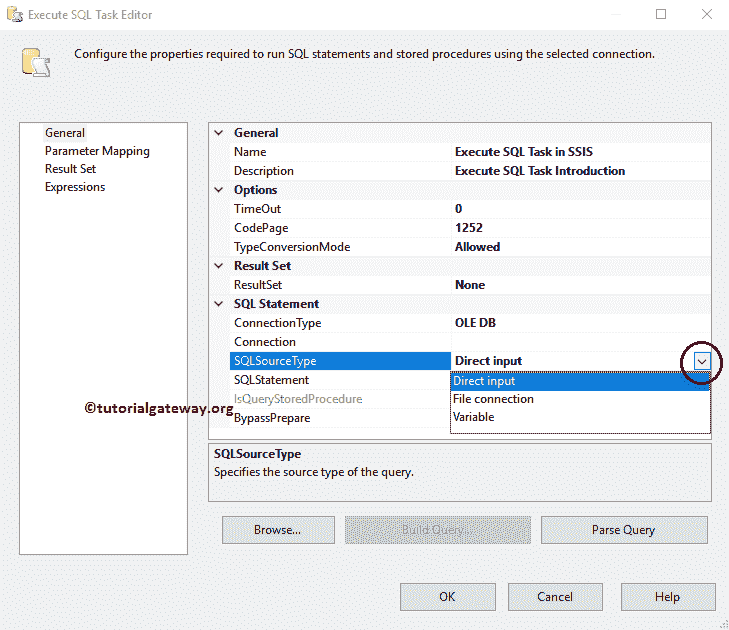 Execute SQL Task Editor
Configure the properties required to run SQL statements and stored procedures using the selected connection.
General
Parameter Mapping
Result Set
Expressions
General
Name Execute SQL Task in SSIS
Description Execute SQL Task Introduction
Options
TimeOut 0
CodePage 1252
TypeConversionMode Allowed
Result Set
ResultSet None
SQL Statement
ConnectionType OLE DB
Connection
SQLSourceType Direct input
SQLStatement Direct input
IsQueryStoredProcedure File connection
BypassPrepare Variable
©tutorialgateway.org
SQLSourceType
Specifies the source type of the query.
Browse... Build Query... Parse Query
OK Cancel Help